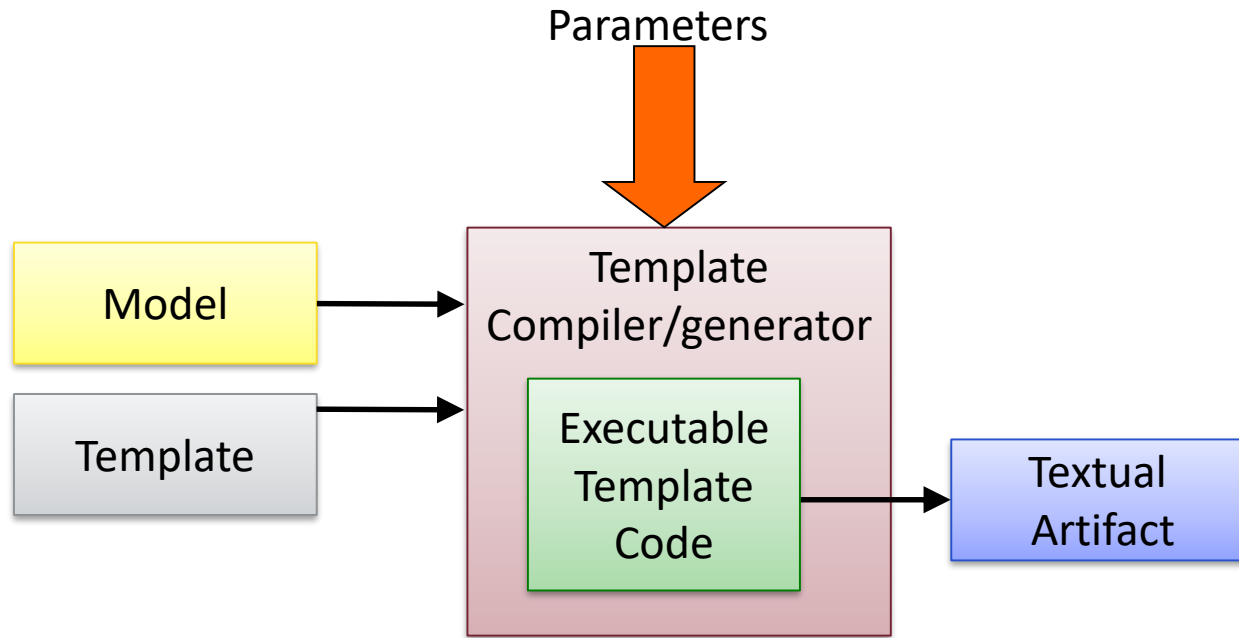 Parameters
Model
Template
Template
Compiler/generator
Executable
Template
Code
Textual
Artifact